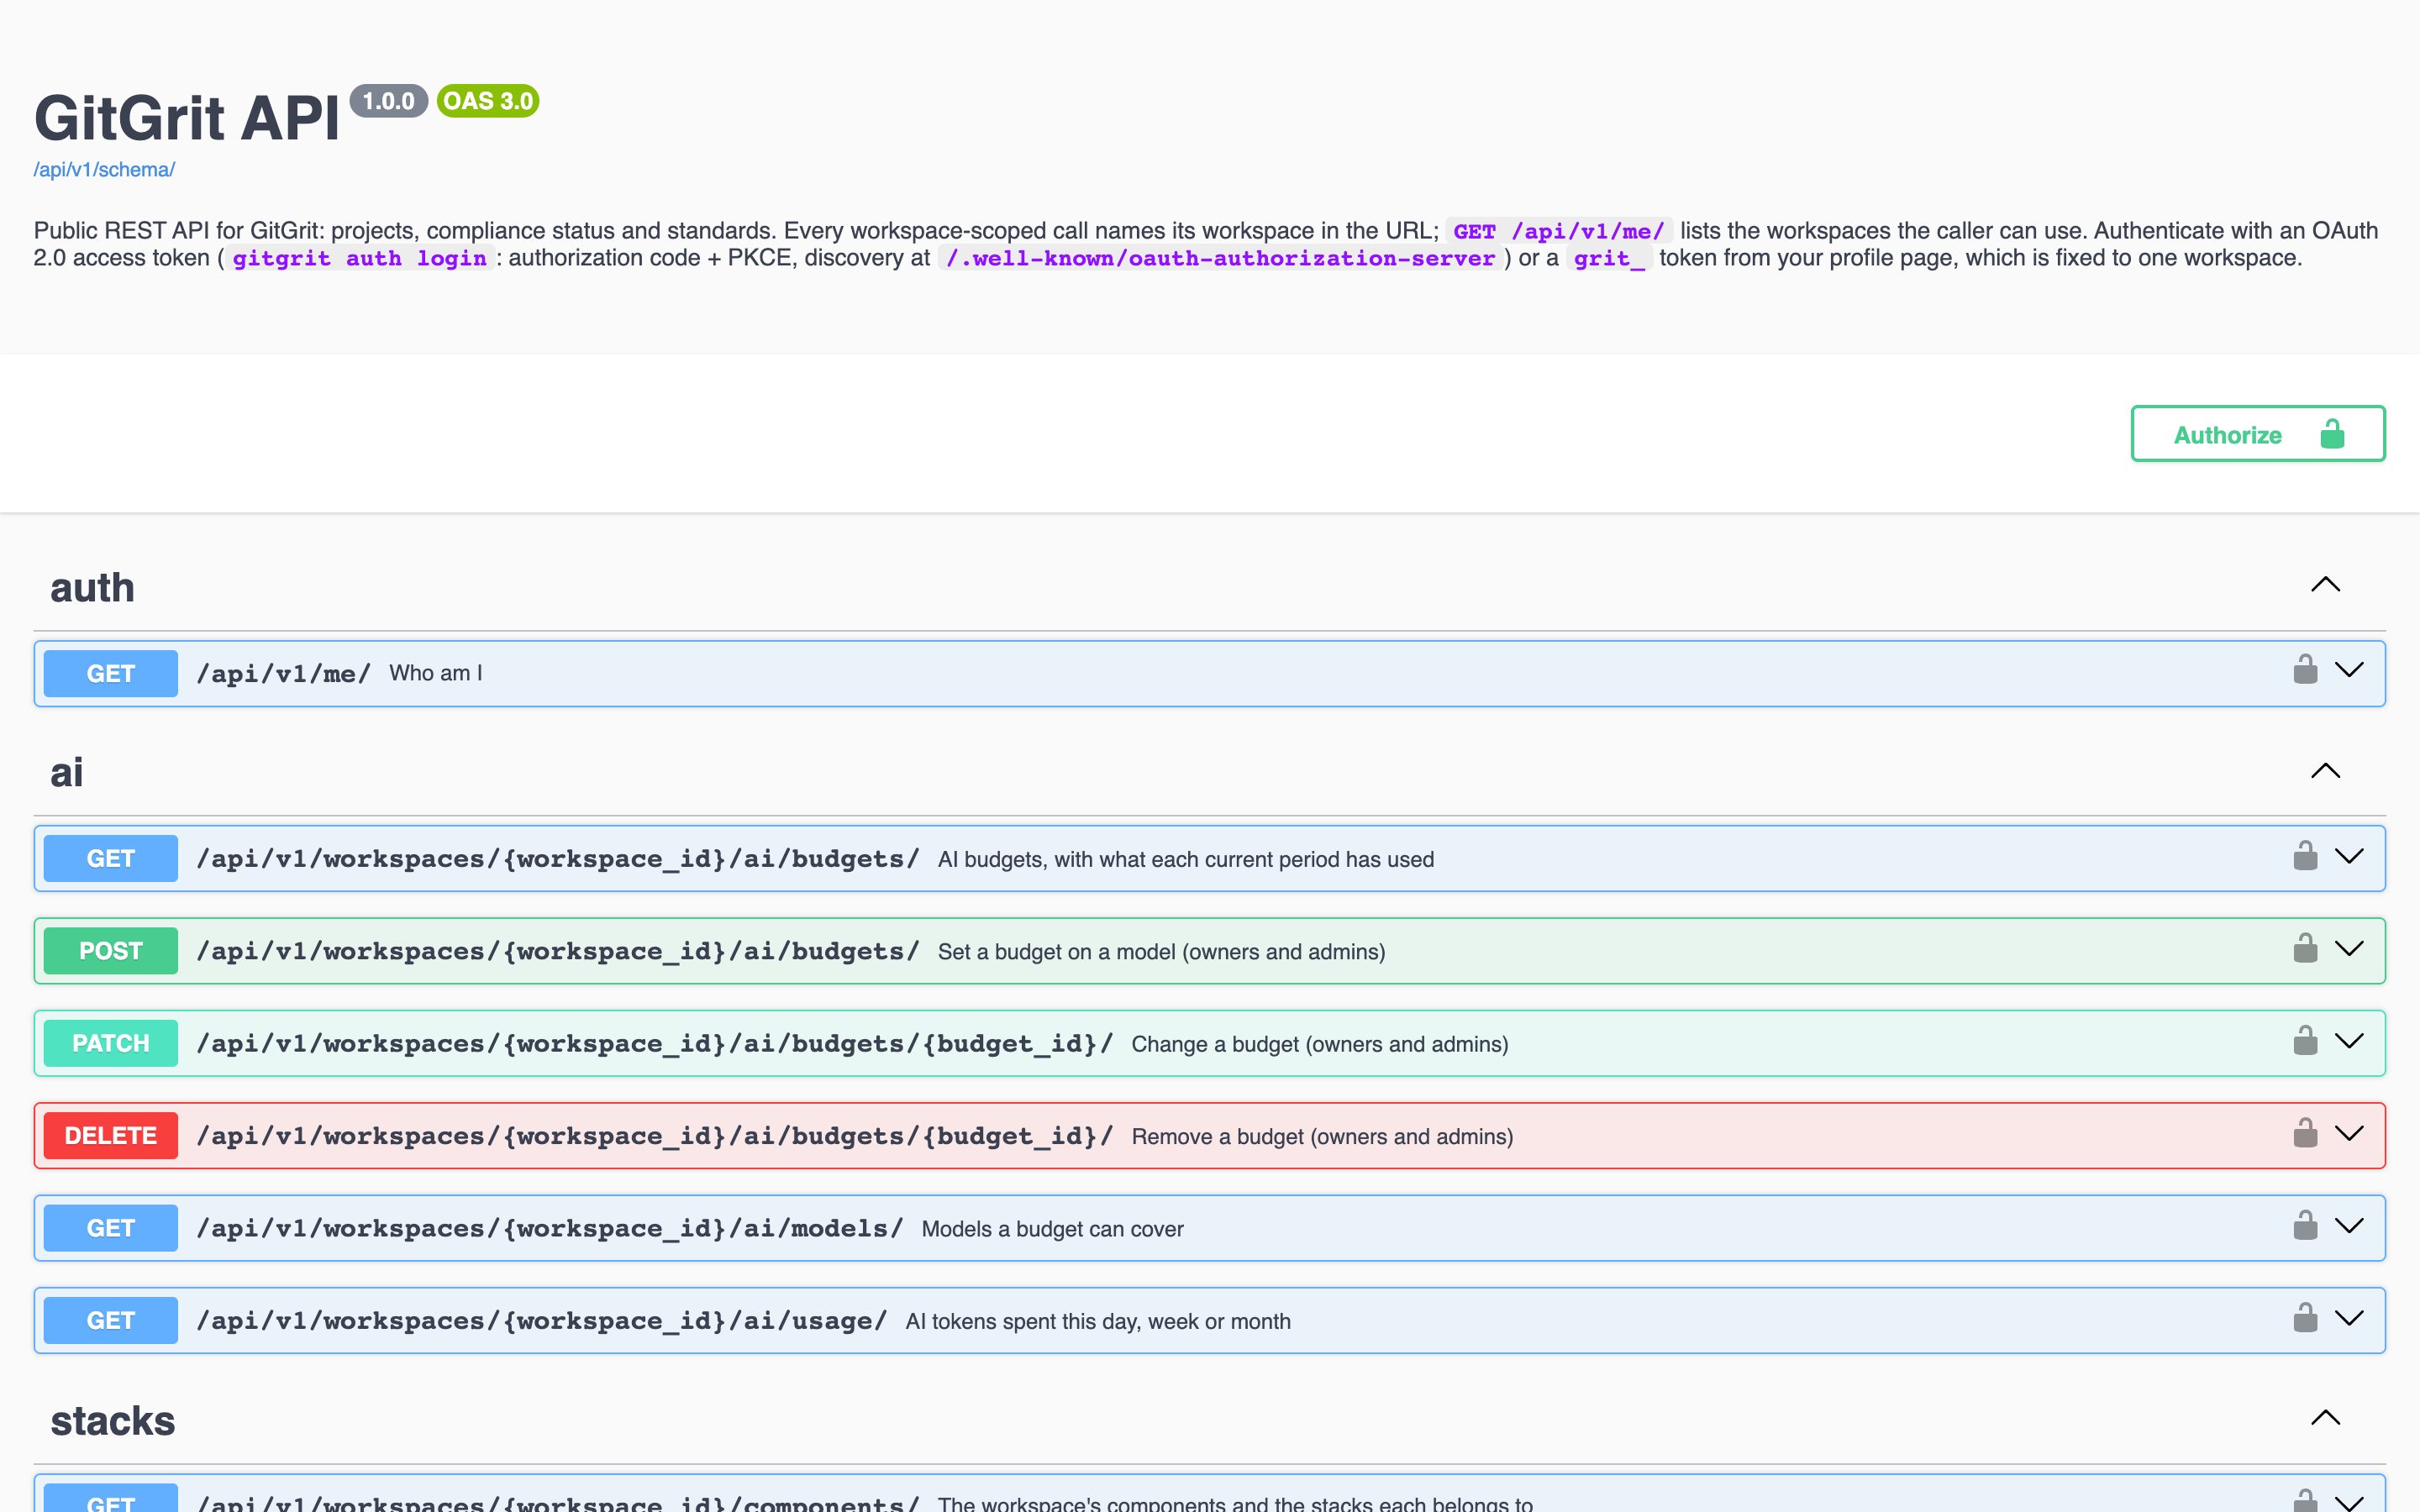 GitGrit API 1.0.0 OAS 3.0
/api/v1/schema/
Public REST API for GitGrit: projects, compliance status and standards. Every workspace-scoped call names its workspace in the URL; GET /api/v1/me/ lists the workspaces the caller can use. Authenticate with an OAuth
2.0 access token ( gitgrit auth login : authorization code + PKCE, discovery at /.well-known/oauth-authorization-server ) or a grit_ token from your profile page, which is fixed to one workspace.
Authorize
auth
GET /api/v1/me/ Who am I
ai
GET /api/v1/workspaces/{workspace_id}/ai/budgets/ AI budgets, with what each current period has used
POST /api/v1/workspaces/{workspace_id}/ai/budgets/ Set a budget on a model (owners and admins)
PATCH /api/v1/workspaces/{workspace_id}/ai/budgets/{budget_id}/ Change a budget (owners and admins)
DELETE /api/v1/workspaces/{workspace_id}/ai/budgets/{budget_id}/ Remove a budget (owners and admins)
GET /api/v1/workspaces/{workspace_id}/ai/models/ Models a budget can cover
GET /api/v1/workspaces/{workspace_id}/ai/usage/ AI tokens spent this day, week or month
stacks
GET /api/v1/workspaces/{workspace_id}/components/ The workspace's components and the stacks each belongs to